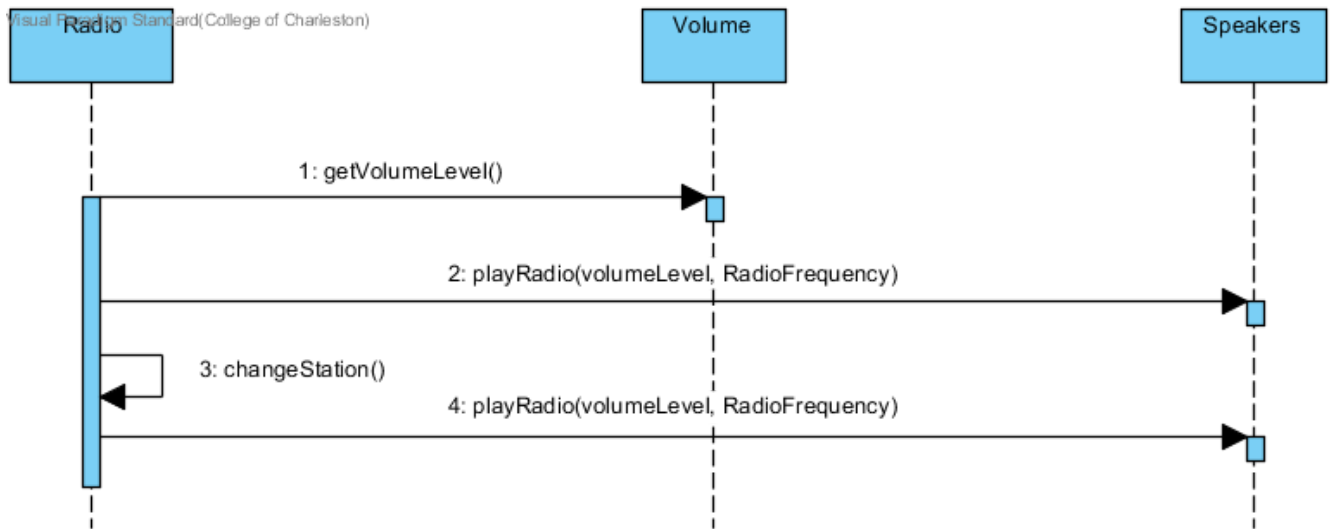 Visual Paradigm Standard(College of Charleston)
Radio
Volume
Speakers
1: getVolumeLevel()
2: playRadio(volumeLevel, RadioFrequency)
3: changeStation()
4: playRadio(volumeLevel, RadioFrequency)